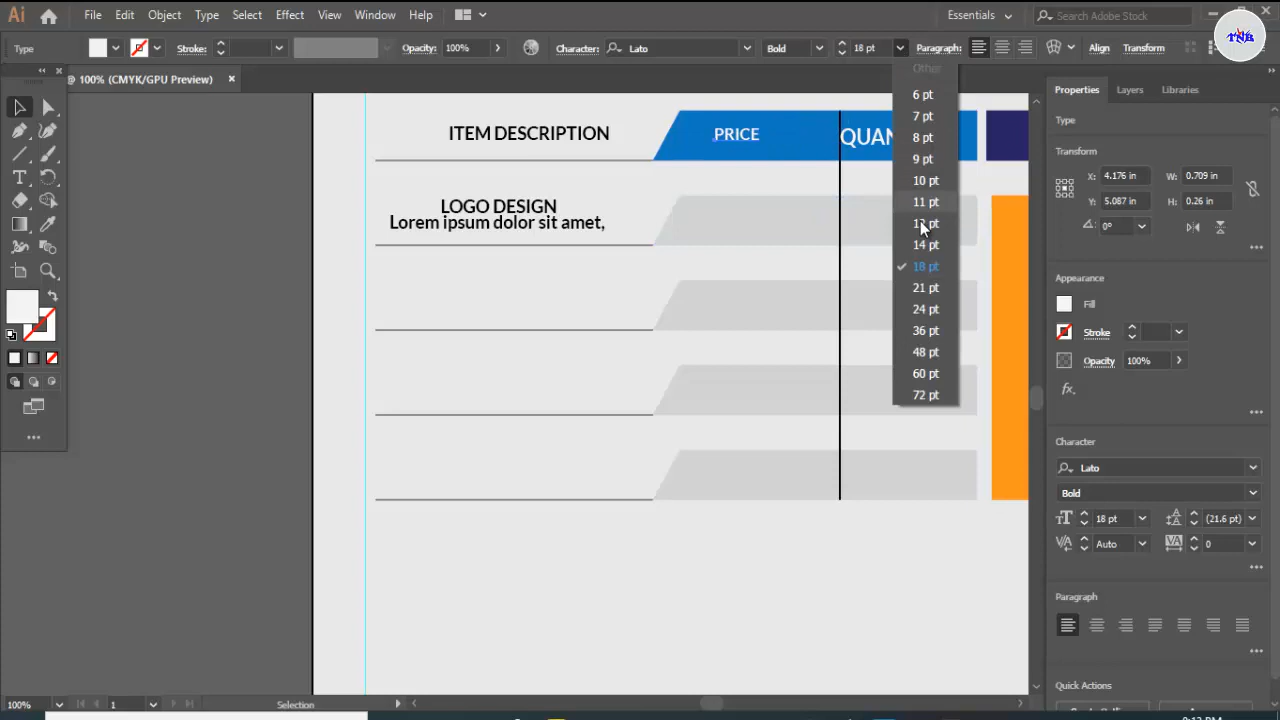 Ai File Edit Object Type Select Effect View Window Help Essentials Search Adobe Stock
TNK
Type Stroke: Opacity: 100% Character: Lato Bold 18 pt Paragraph: Align Transform
@ 100% (CMYK/GPU Preview) ×
Other
6 pt
7 pt
8 pt
9 pt
10 pt
11 pt
12 pt
14 pt
18 pt
21 pt
24 pt
36 pt
48 pt
60 pt
72 pt
ITEM DESCRIPTION PRICE
LOGO DESIGN
Lorem ipsum dolor sit amet,
Properties Layers Libraries
Type
Transform
X: 4.176 in W: 0.709 in
Y: 5.087 in H: 0.26 in
0°
Appearance
Fill
Stroke
Opacity 100%
fx
Character
Lato
Bold
18 pt (21.6 pt)
Auto 0
Paragraph
Quick Actions
100% 1 Selection